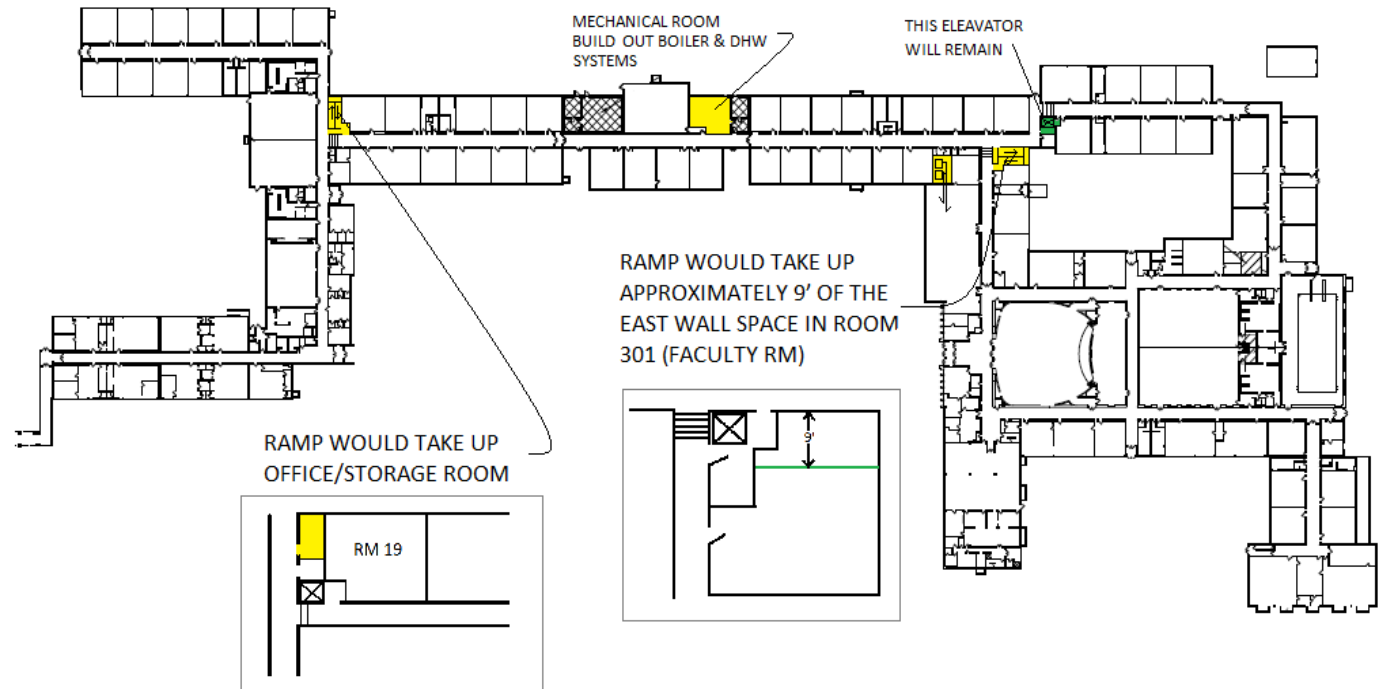 MECHANICAL ROOM
BUILD OUT BOILER & DHW
SYSTEMS
THIS ELEAVATOR
WILL REMAIN
RAMP WOULD TAKE UP
APPROXIMATELY 9' OF THE
EAST WALL SPACE IN ROOM
301 (FACULTY RM)
9'
RAMP WOULD TAKE UP
OFFICE/STORAGE ROOM
RM 19